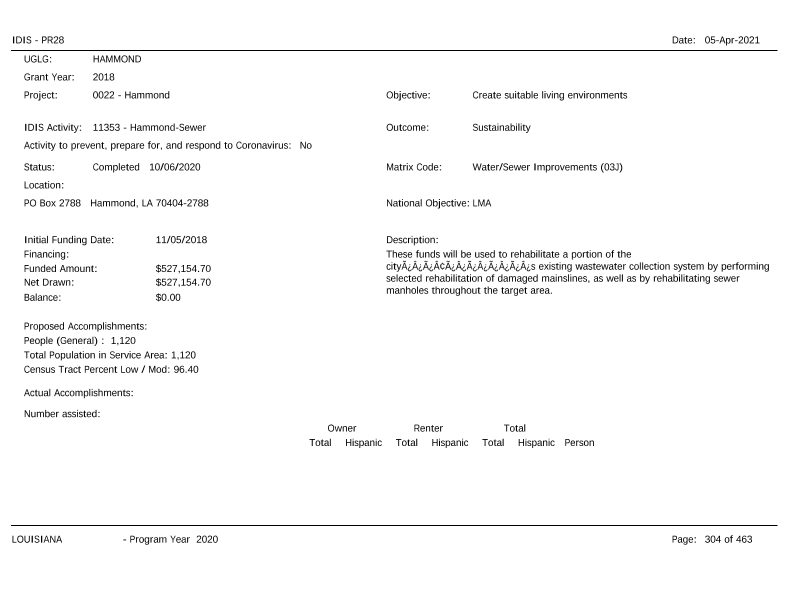 IDIS - PR28 Date: 05-Apr-2021
UGLG: HAMMOND
Grant Year: 2018
Project: 0022 - Hammond Objective: Create suitable living environments
IDIS Activity: 11353 - Hammond-Sewer Outcome: Sustainability
Activity to prevent, prepare for, and respond to Coronavirus: No
Status: Completed 10/06/2020 Matrix Code: Water/Sewer Improvements (03J)
Location:
PO Box 2788 Hammond, LA 70404-2788 National Objective: LMA
Initial Funding Date: 11/05/2018 Description:
Financing: These funds will be used to rehabilitate a portion of the
Funded Amount: $527,154.70 cityÃ¿Â¿Ã¿Â¢Ã¿Â¿Ã¿Â¿Ã¿Â¿Ã¿Â¿s existing wastewater collection system by performing
Net Drawn: $527,154.70 selected rehabilitation of damaged mainslines, as well as by rehabilitating sewer
Balance: $0.00 manholes throughout the target area.
Proposed Accomplishments:
People (General) : 1,120
Total Population in Service Area: 1,120
Census Tract Percent Low / Mod: 96.40
Actual Accomplishments:
Number assisted:
Owner Renter Total
Total Hispanic Total Hispanic Total Hispanic Person
LOUISIANA - Program Year 2020 Page: 304 of 463